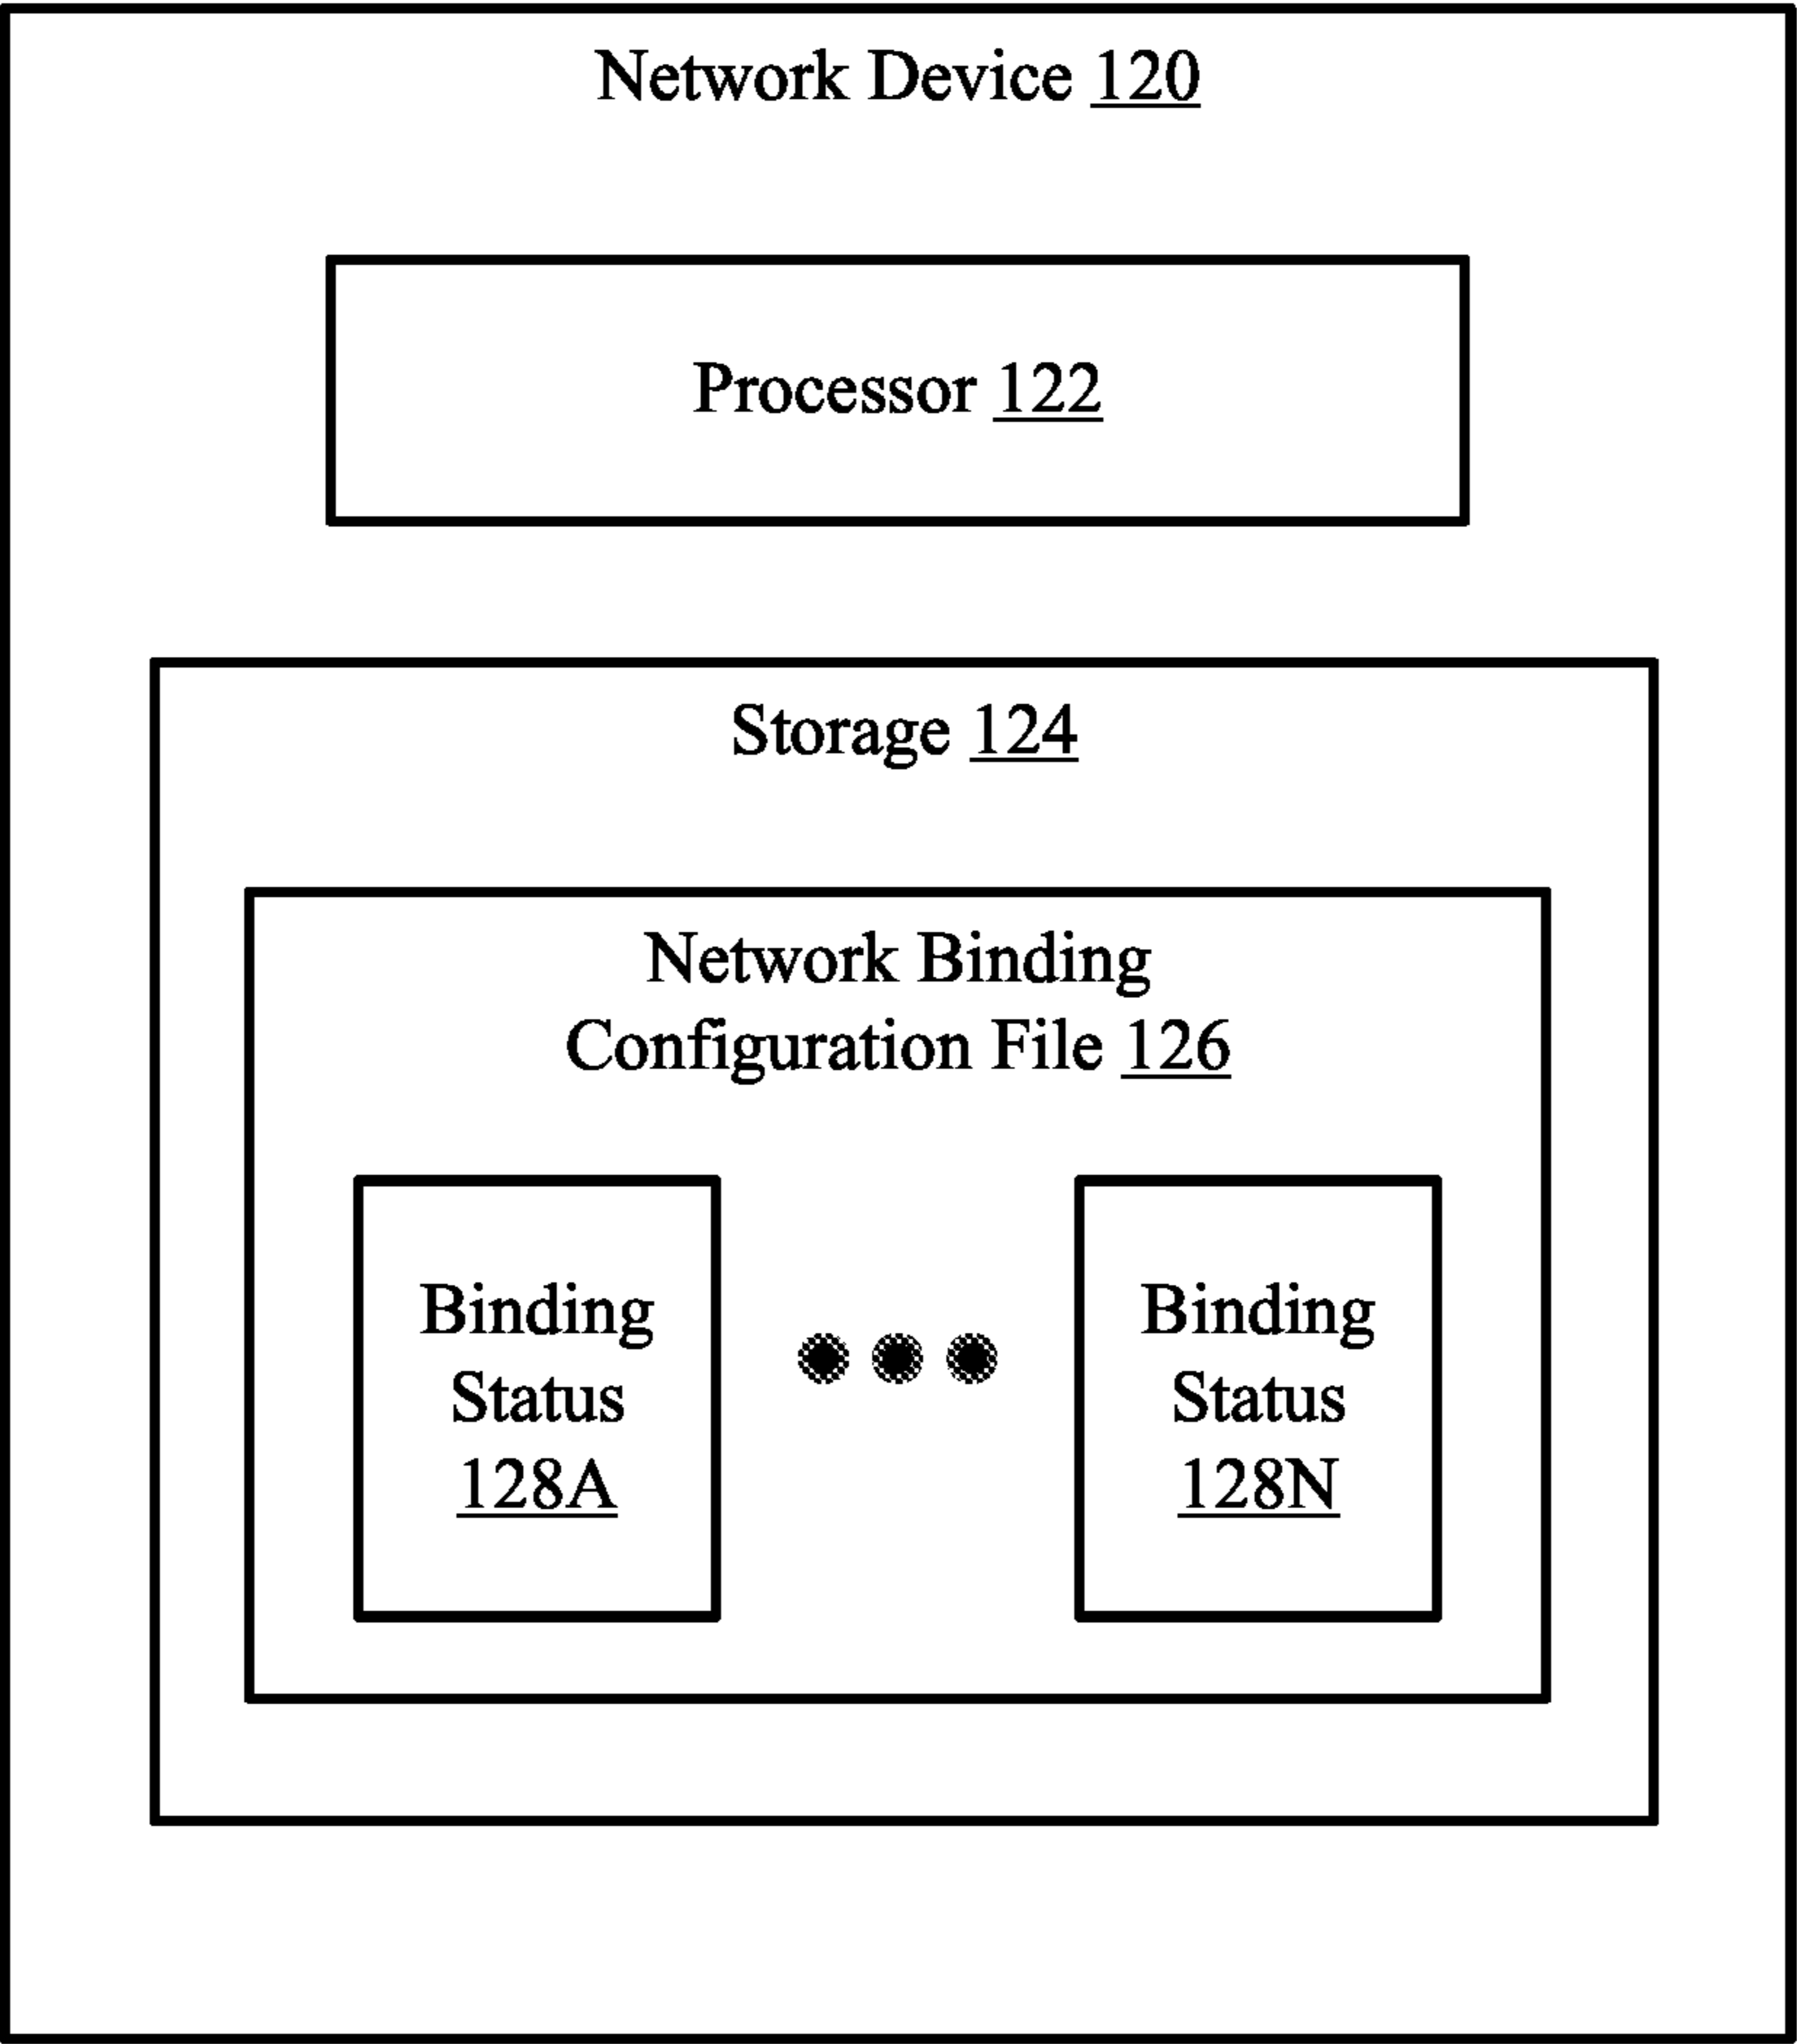 Network Device 120
Processor 122
Storage 124
Network Binding
Configuration File 126
Binding
Status
128A
Binding
Status
128N